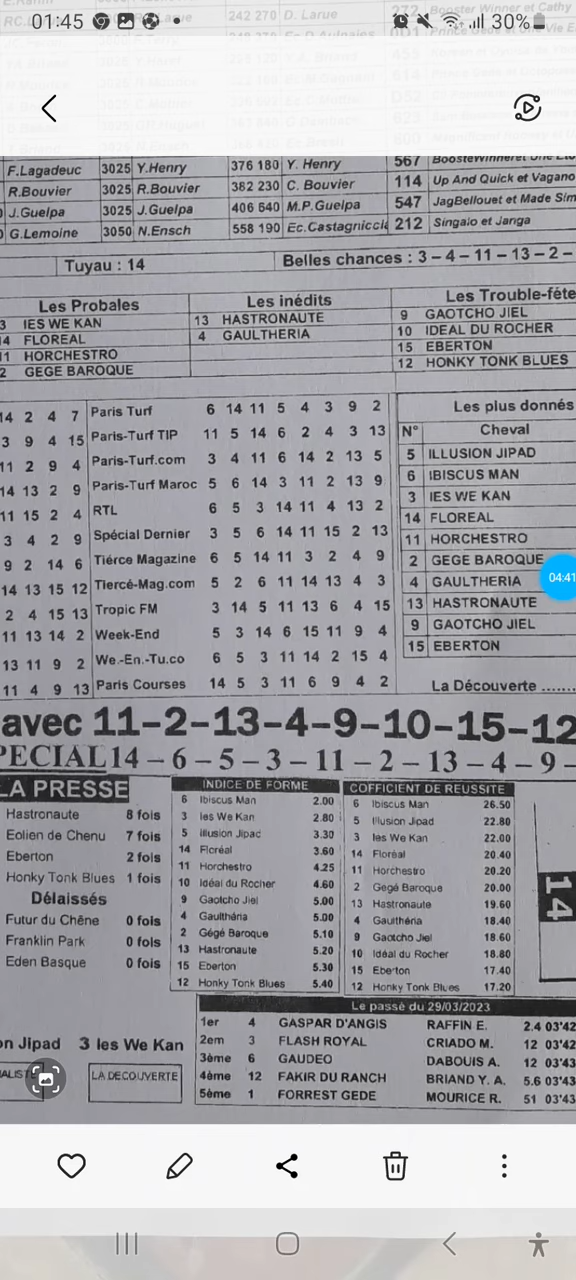 01:45 30%
242 270 D. Larue
F.Lagadeuc 3025 Y.Henry 376 180 Y. Henry 567
R.Bouvier 3025 R.Bouvier 382 230 C. Bouvier 114 Up And Quick et Vagano
J.Guelpa 3025 J.Guelpa 406 640 M.P.Guelpa 547 JagBellouet et Made Sim
G.Lemoine 3050 N.Ensch 558 190 Ec.Castagniccia 212 Singalo et Janga
Tuyau : 14 Belles chances : 3 – 4 – 11 – 13 – 2 –
Les Probales Les inédits Les Trouble-fête
3 IES WE KAN 13 HASTRONAUTE 9 GAOTCHO JIEL
14 FLOREAL 4 GAULTHERIA 10 IDEAL DU ROCHER
11 HORCHESTRO 15 EBERTON
2 GEGE BAROQUE 12 HONKY TONK BLUES
14 2 4 7 Paris Turf 6 14 11 5 4 3 9 2
3 9 4 15 Paris-Turf TIP 11 5 14 6 2 4 3 13
11 2 9 4 Paris-Turf.com 3 4 11 6 14 2 13 5
14 13 2 9 Paris-Turf Maroc 5 6 14 3 11 2 13 9
11 15 2 4 RTL 6 5 3 14 11 4 13 2
3 4 2 9 Spécial Dernier 3 5 6 14 11 15 2 13
9 2 14 6 Tiérce Magazine 6 5 14 11 3 2 4 9
14 13 15 12 Tiercé-Mag.com 5 2 6 11 14 13 4 3
2 4 15 13 Tropic FM 3 14 5 11 13 6 4 15
11 13 14 2 Week-End 5 3 14 6 15 11 9 4
13 11 9 2 We.-En.-Tu.co 6 5 3 11 14 2 15 4
11 4 9 13 Paris Courses 14 5 3 11 6 9 4 2
Les plus donnés
N° Cheval
5 ILLUSION JIPAD
6 IBISCUS MAN
3 IES WE KAN
14 FLOREAL
11 HORCHESTRO
2 GEGE BAROQUE
4 GAULTHERIA
04:41
13 HASTRONAUTE
9 GAOTCHO JIEL
15 EBERTON
La Découverte .......
avec 11–2–13–4–9–10–15–12
PECIAL 14 – 6 – 5 – 3 – 11 – 2 – 13 – 4 – 9 –
LA PRESSE
Hastronaute 8 fois
Eolien de Chenu 7 fois
Eberton 2 fois
Honky Tonk Blues 1 fois
Délaissés
Futur du Chêne 0 fois
Franklin Park 0 fois
Eden Basque 0 fois
INDICE DE FORME
6 Ibiscus Man 2.00
3 Ies We Kan 2.80
5 Illusion Jipad 3.30
14 Floréal 3.60
11 Horchestro 4.25
10 Idéal du Rocher 4.60
9 Gaotcho Jiel 5.00
4 Gaulthéria 5.00
2 Gégé Baroque 5.10
13 Hastronaute 5.20
15 Eberton 5.30
12 Honky Tonk Blues 5.40
COFFICIENT DE REUSSITE
6 Ibiscus Man 26.50
5 Illusion Jipad 22.80
3 Ies We Kan 22.00
14 Floréal 20.40
11 Horchestro 20.20
2 Gegé Baroque 20.00
13 Hastronaute 19.60
4 Gaulthéria 18.40
9 Gaotcho Jiel 18.60
10 Idéal du Rocher 18.80
15 Eberton 17.40
12 Honky Tonk Blues 17.20
14
Le passé du 29/03/2023
1er 4 GASPAR D'ANGIS RAFFIN E. 2.4 03'42
2em 3 FLASH ROYAL CRIADO M. 12 03'42
3ème 6 GAUDEO DABOUIS A. 12 03'43
4ème 12 FAKIR DU RANCH BRIAND Y. A. 5.6 03'43
5ème 1 FORREST GEDE MOURICE R. 51 03'43
on Jipad 3 Ies We Kan
LA DECOUVERTE